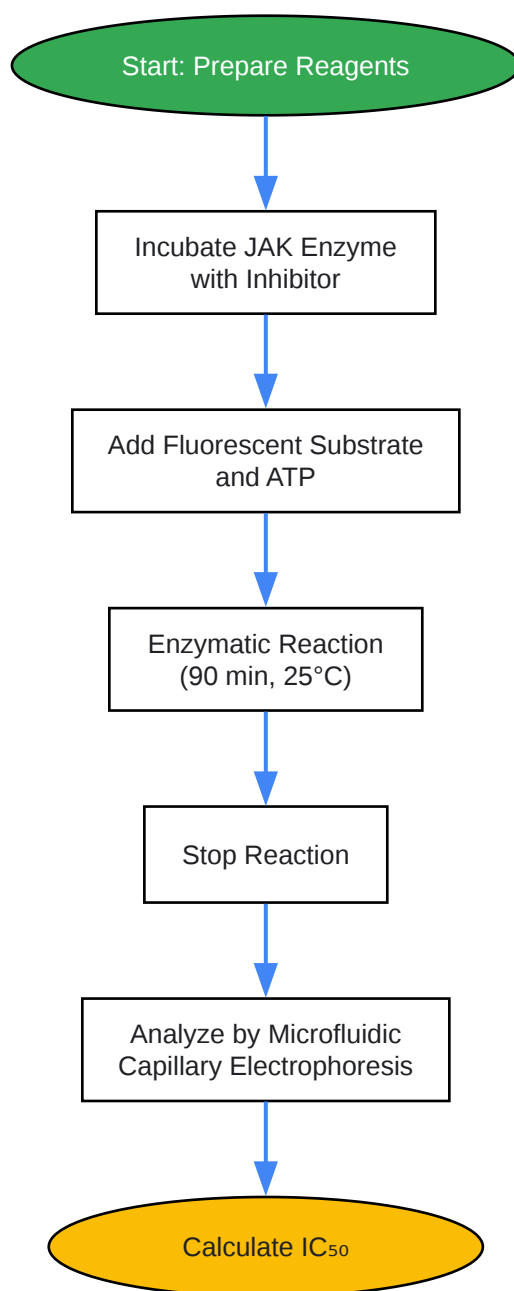 Start: Prepare Reagents
Incubate JAK Enzyme
with Inhibitor
Add Fluorescent Substrate
and ATP
Enzymatic Reaction
(90 min, 25°C)
Stop Reaction
Analyze by Microfluidic
Capillary Electrophoresis
Calculate IC₅₀